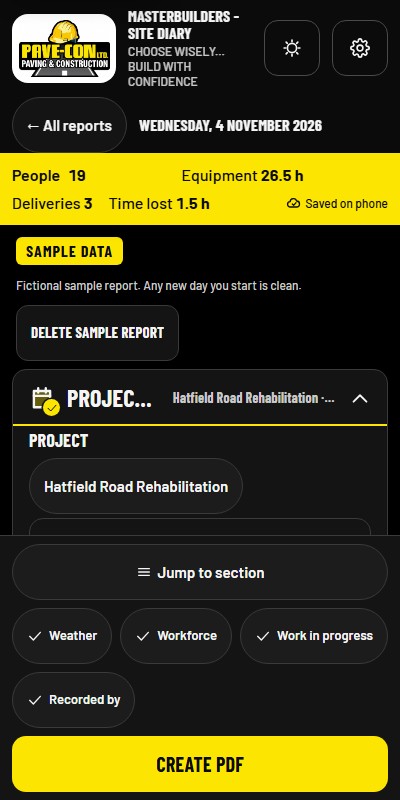 PAVE-CON LTD.
PAVING & CONSTRUCTION
MASTERBUILDERS -
SITE DIARY
CHOOSE WISELY...
BUILD WITH
CONFIDENCE
← All reports
WEDNESDAY, 4 NOVEMBER 2026
People 19
Equipment 26.5 h
Deliveries 3
Time lost 1.5 h
Saved on phone
SAMPLE DATA
Fictional sample report. Any new day you start is clean.
DELETE SAMPLE REPORT
PROJEC...
Hatfield Road Rehabilitation ·...
PROJECT
Hatfield Road Rehabilitation
Jump to section
Weather
Workforce
Work in progress
Recorded by
CREATE PDF